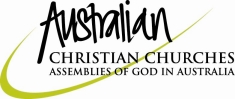 Australian
CHRISTIAN CHURCHES
ASSEMBLIES OF GOD IN AUSTRALIA